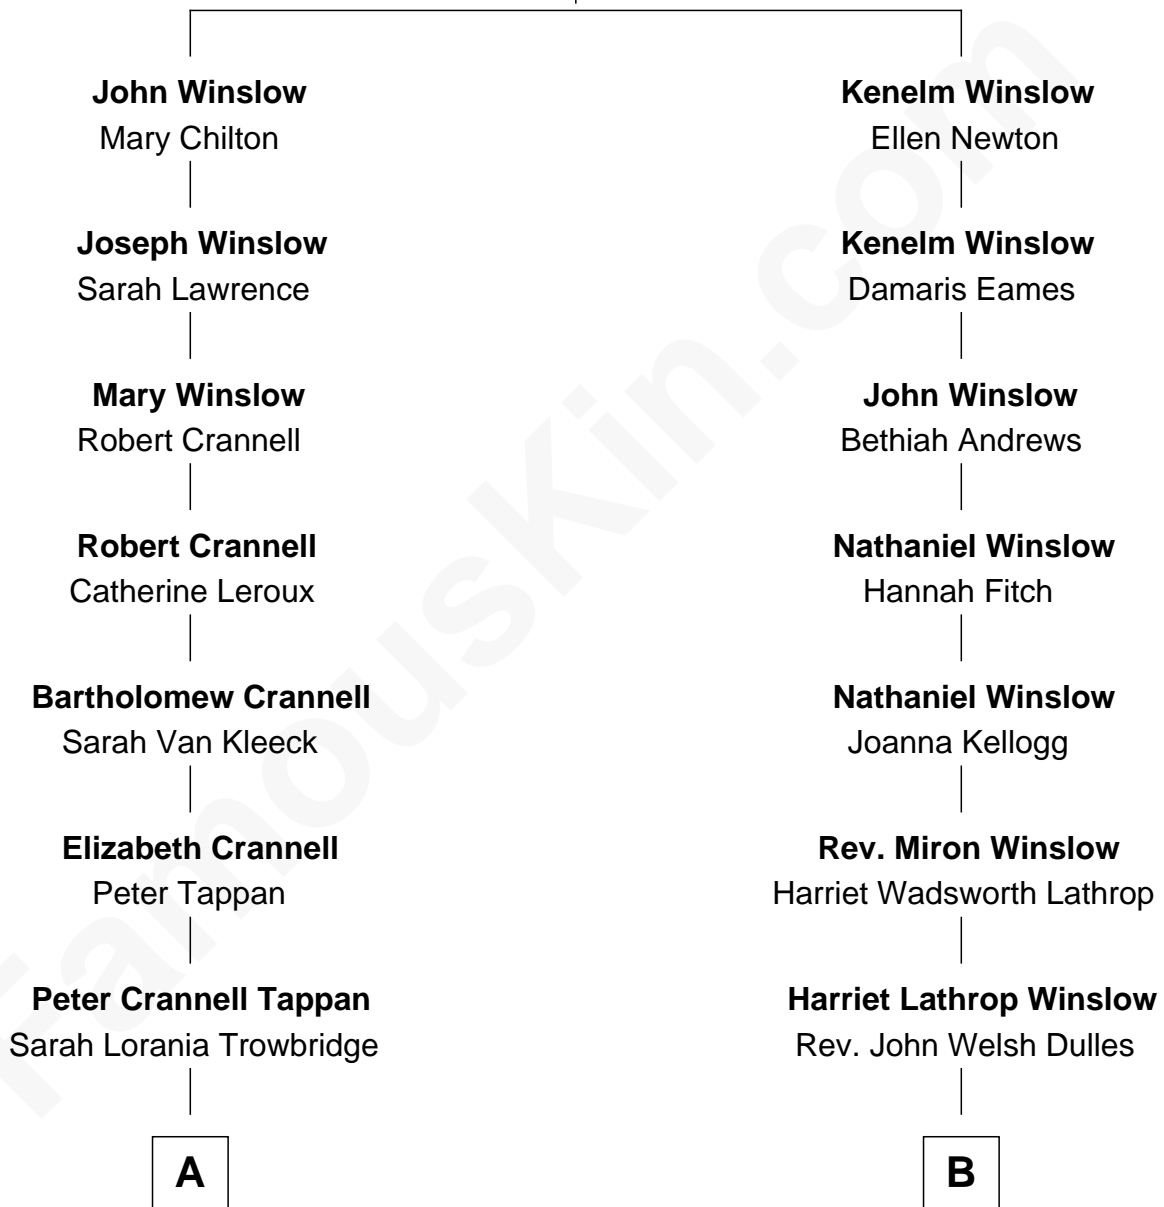 John Winslow
Mary Chilton
Joseph Winslow
Sarah Lawrence
Mary Winslow
Robert Crannell
Robert Crannell
Catherine Leroux
Bartholomew Crannell
Sarah Van Kleeck
Elizabeth Crannell
Peter Tappan
Peter Crannell Tappan
Sarah Lorania Trowbridge
A
Kenelm Winslow
Ellen Newton
Kenelm Winslow
Damaris Eames
John Winslow
Bethiah Andrews
Nathaniel Winslow
Hannah Fitch
Nathaniel Winslow
Joanna Kellogg
Rev. Miron Winslow
Harriet Wadsworth Lathrop
Harriet Lathrop Winslow
Rev. John Welsh Dulles
B
FamousKin.com